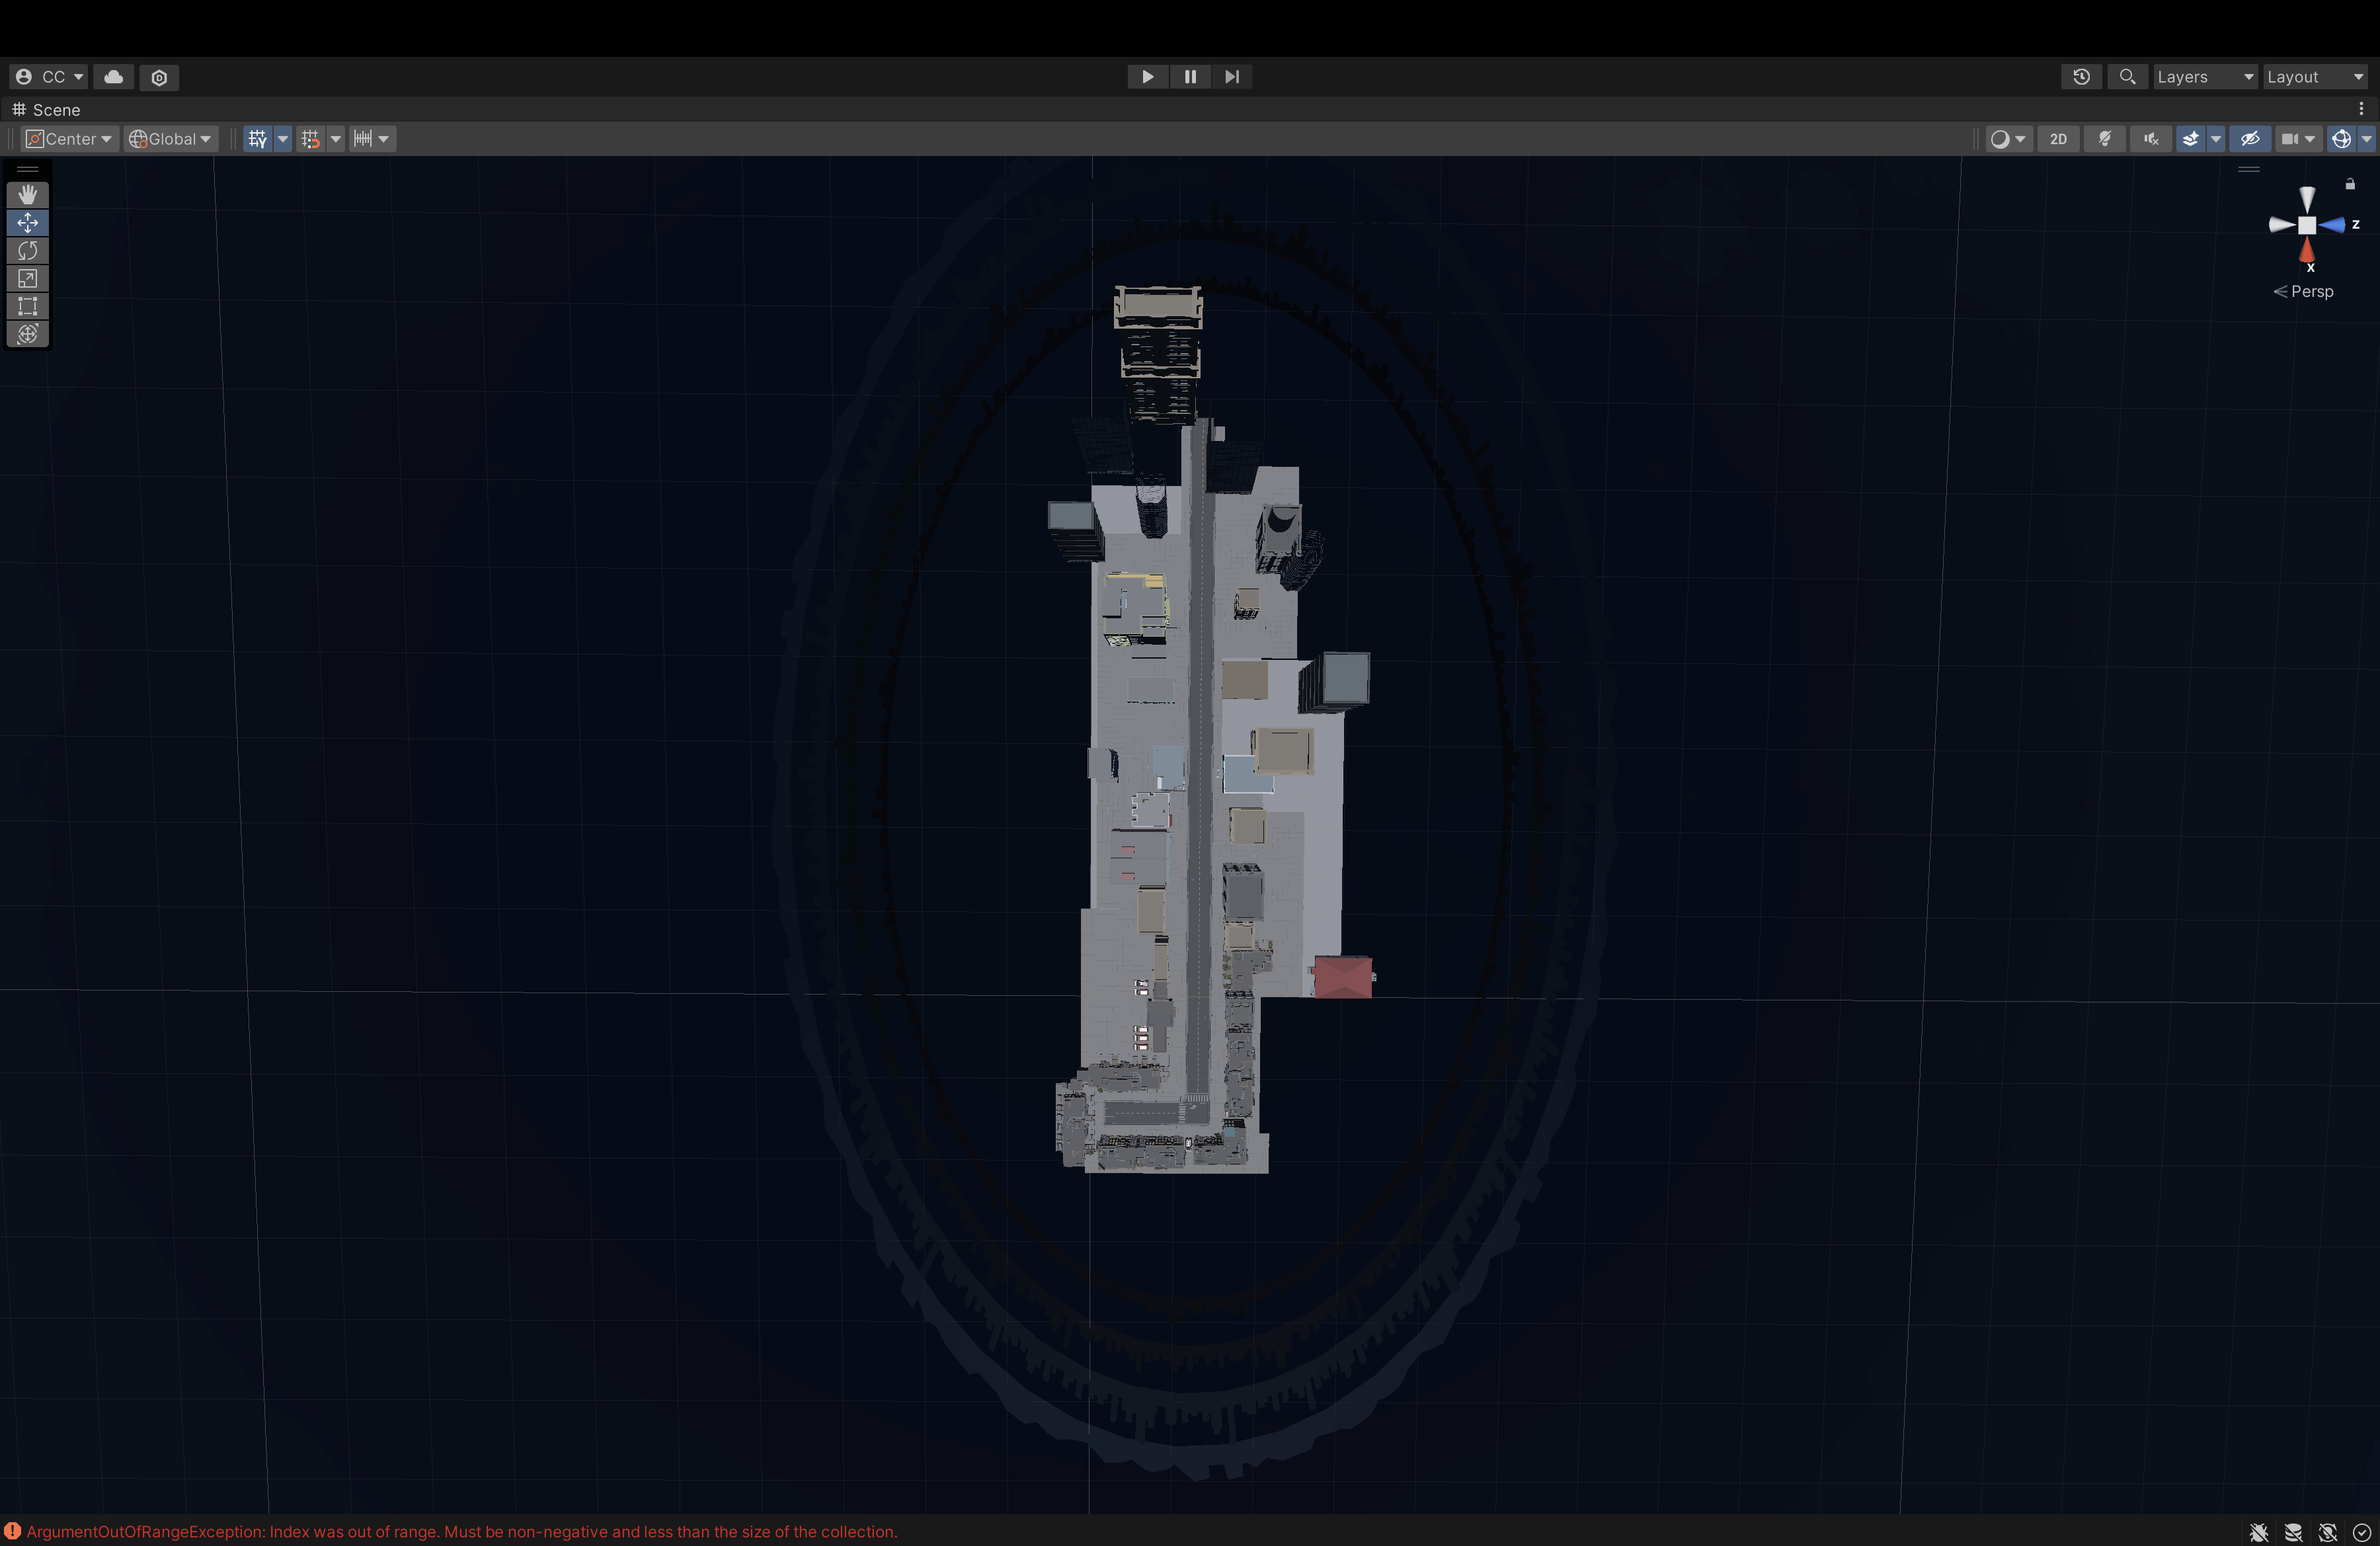 CC
Layers
Layout
Scene
Center
Global
2D
z
x
Persp
ArgumentOutOfRangeException: Index was out of range. Must be non-negative and less than the size of the collection.